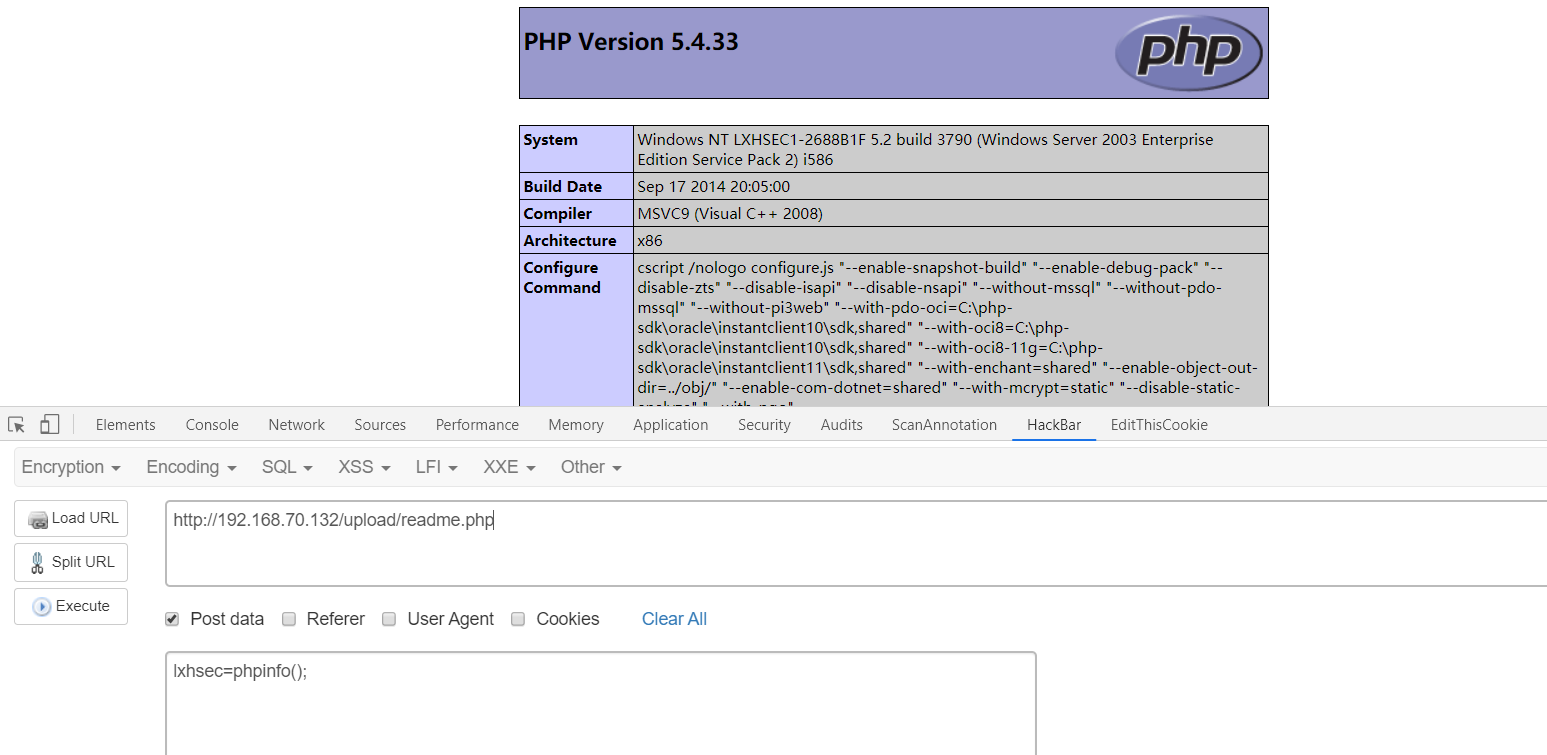 PHP Version 5.4.33
php
System
Windows NT LXHSEC1-2688B1F 5.2 build 3790 (Windows Server 2003 Enterprise
Edition Service Pack 2) i586
Build Date
Sep 17 2014 20:05:00
Compiler
MSVC9 (Visual C++ 2008)
Architecture
x86
Configure
Command
cscript /nologo configure.js "--enable-snapshot-build" "--enable-debug-pack" "--
disable-zts" "--disable-isapi" "--disable-nsapi" "--without-mssql" "--without-pdo-
mssql" "--without-pi3web" "--with-pdo-oci=C:\php-
sdk\oracle\instantclient10\sdk,shared" "--with-oci8=C:\php-
sdk\oracle\instantclient10\sdk,shared" "--with-oci8-11g=C:\php-
sdk\oracle\instantclient11\sdk,shared" "--with-enchant=shared" "--enable-object-out-
dir=../obj/" "--enable-com-dotnet=shared" "--with-mcrypt=static" "--disable-static-
analyze" "--with-pgo"
Elements Console Network Sources Performance Memory Application Security Audits ScanAnnotation HackBar EditThisCookie
Encryption Encoding SQL XSS LFI XXE Other
Load URL
http://192.168.70.132/upload/readme.php
Split URL
Execute
Post data Referer User Agent Cookies Clear All
lxhsec=phpinfo();